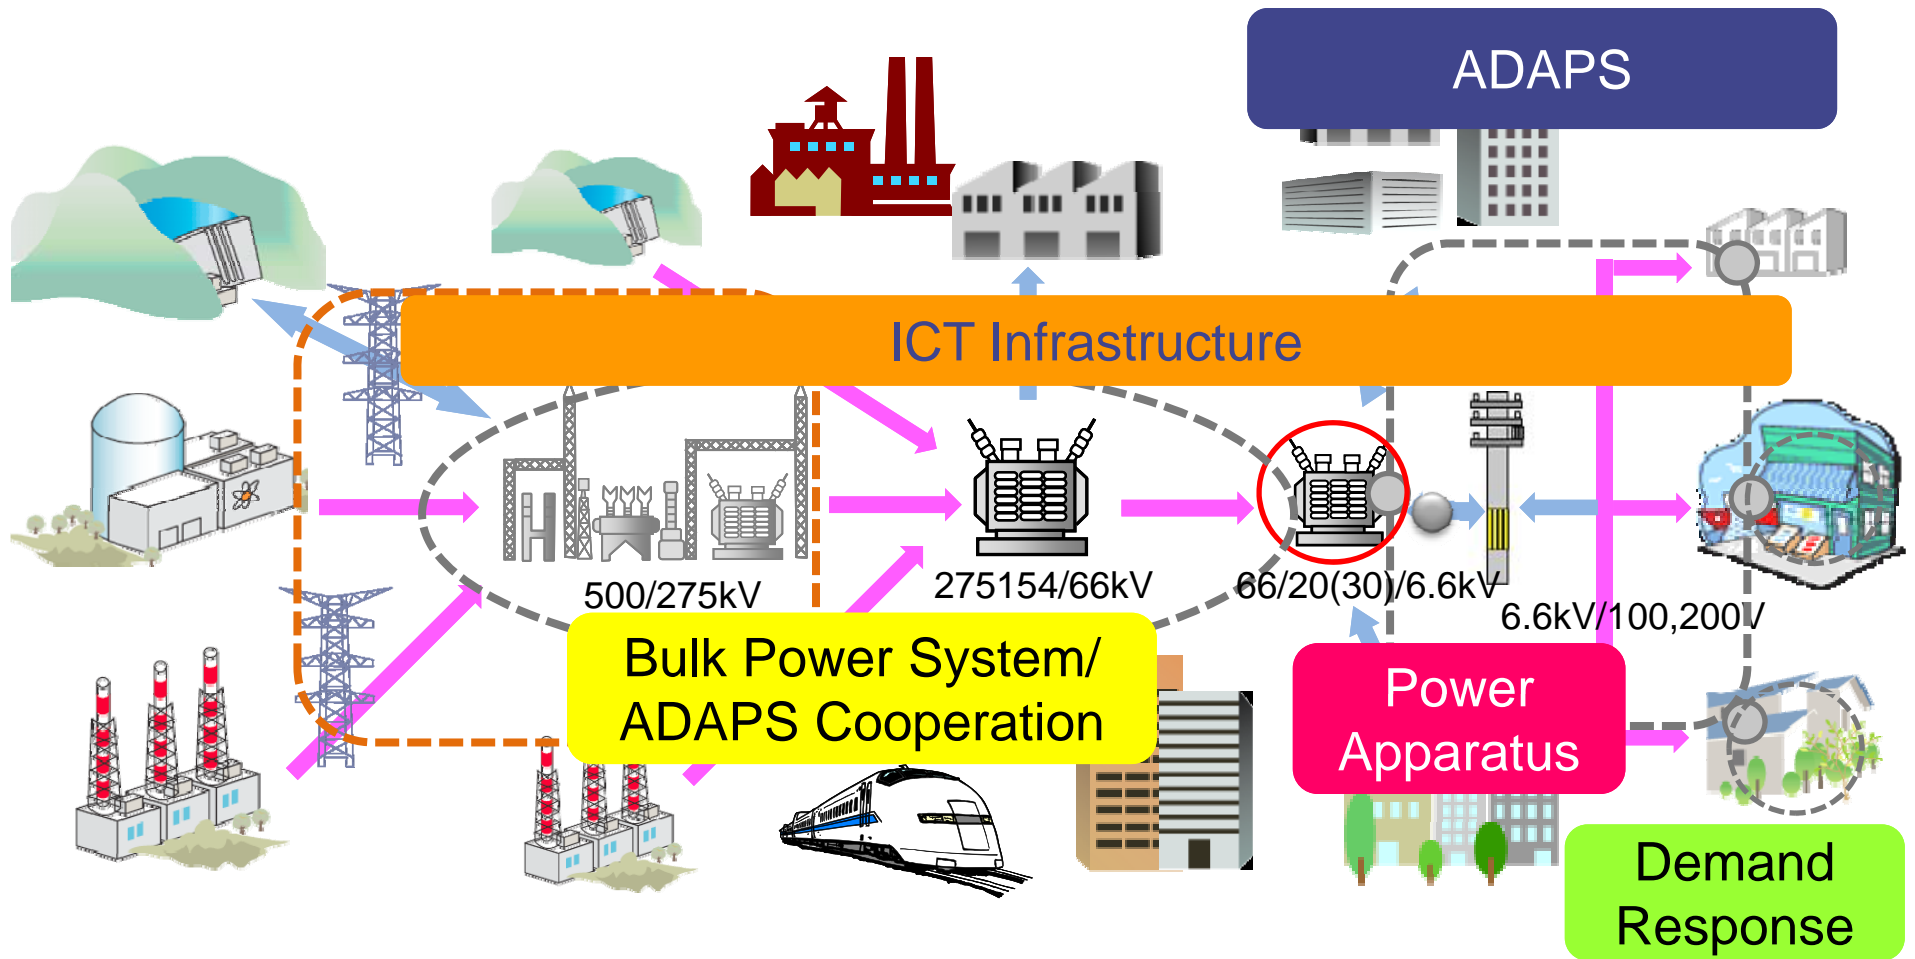 ADAPS
ICT Infrastructure
500/275kV
275154/66kV
66/20(30)/6.6kV
6.6kV/100,200V
Bulk Power System/
ADAPS Cooperation
Power
Apparatus
Demand
Response